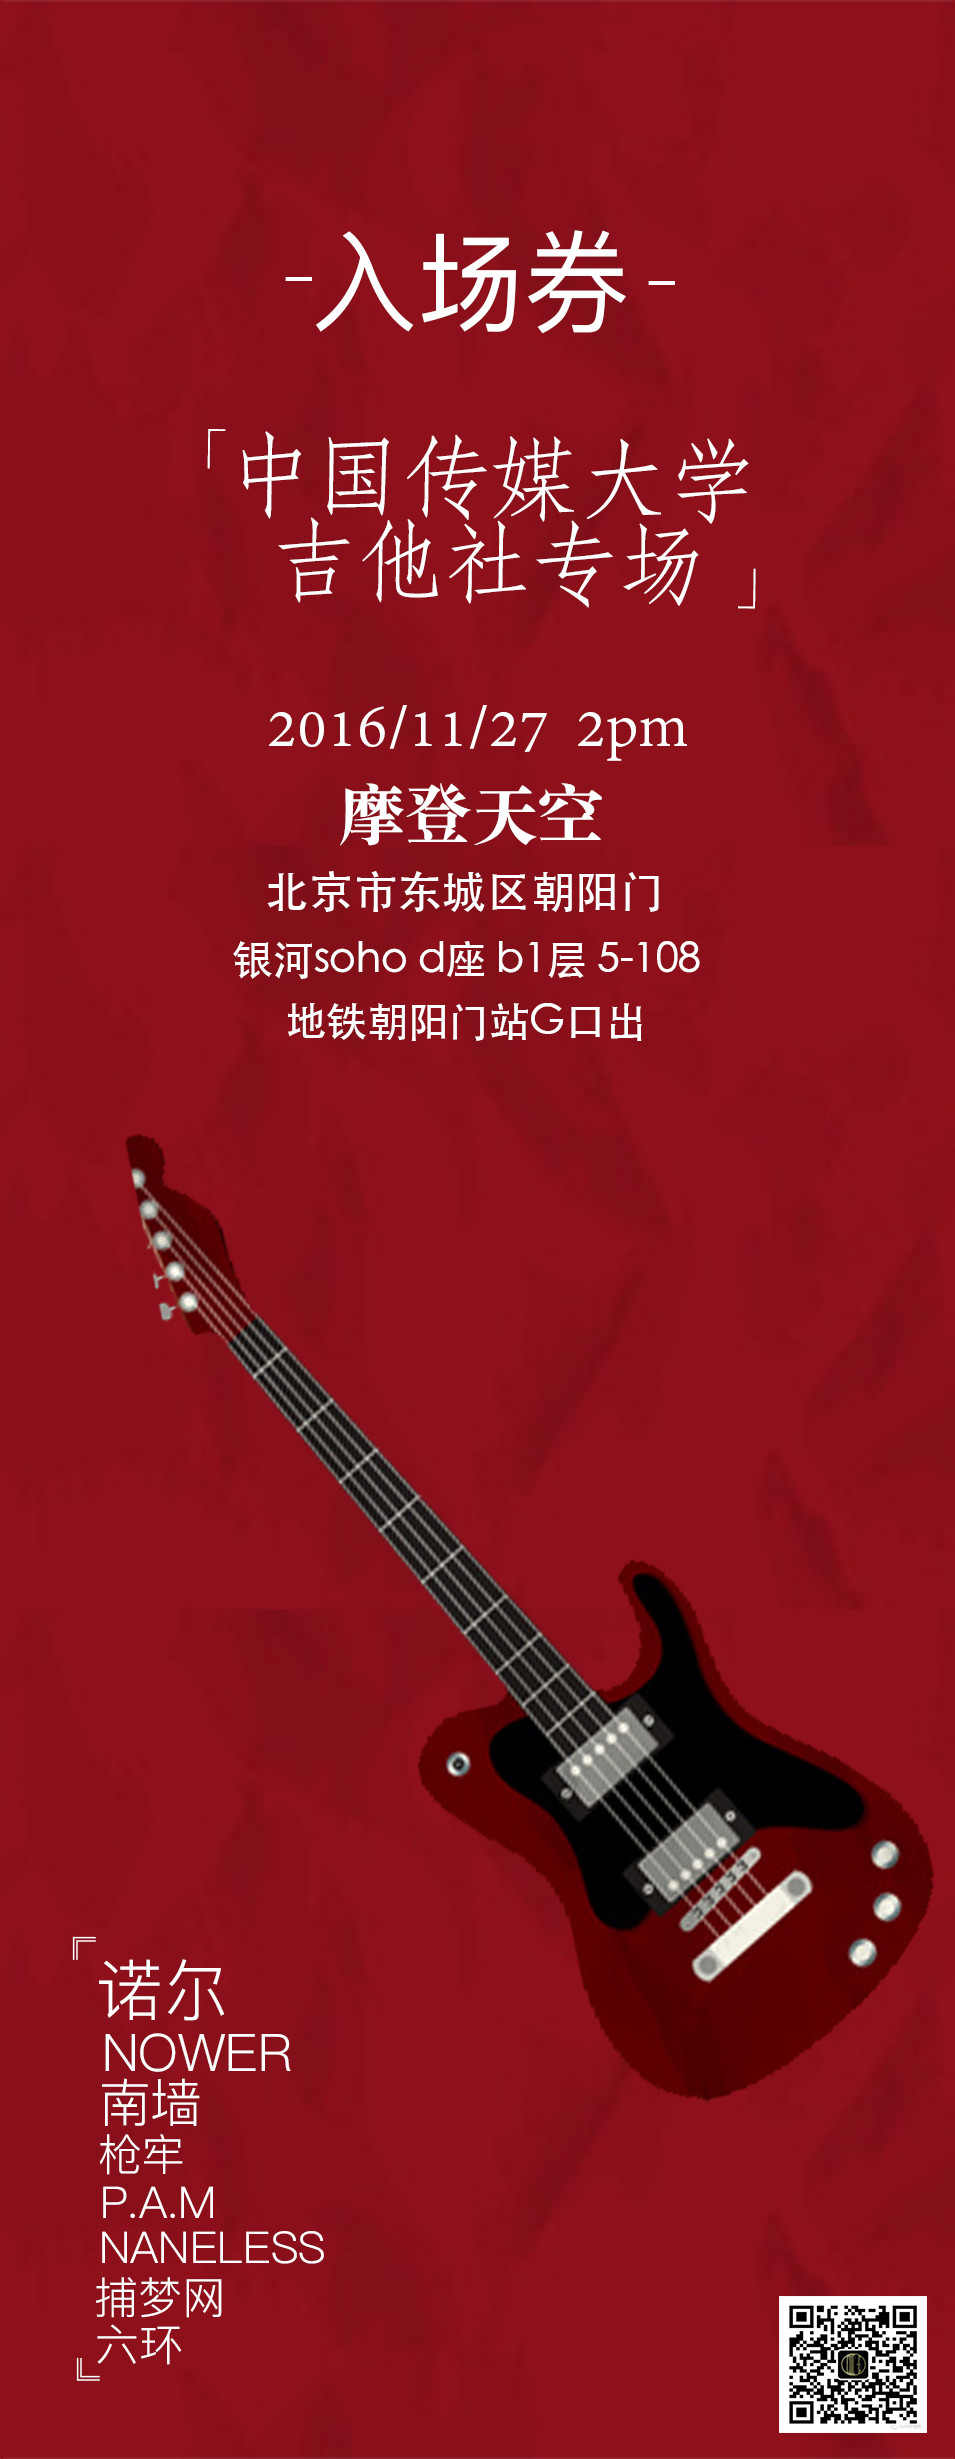 -入场券-
「中国传媒大学
吉他社专场」
2016/11/27 2pm
摩登天空
北京市东城区朝阳门
银河soho d座 b1层 5-108
地铁朝阳门站G口出
『诺尔
NOWER
南墙
枪牢
P.A.M
NANELESS
捕梦网
六环』